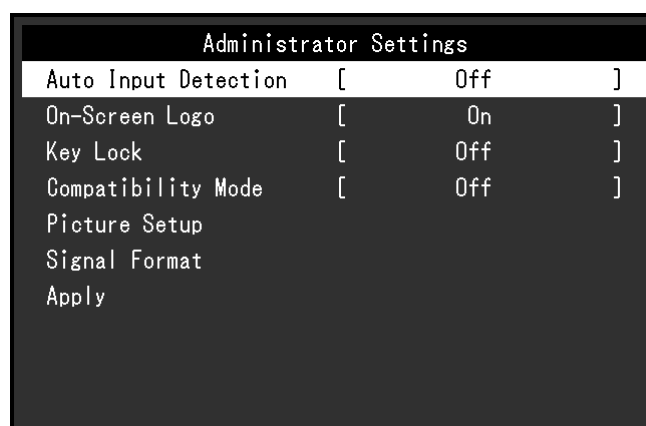 Administrator Settings
Auto Input Detection [ Off ]
On-Screen Logo [ On ]
Key Lock [ Off ]
Compatibility Mode [ Off ]
Picture Setup
Signal Format
Apply